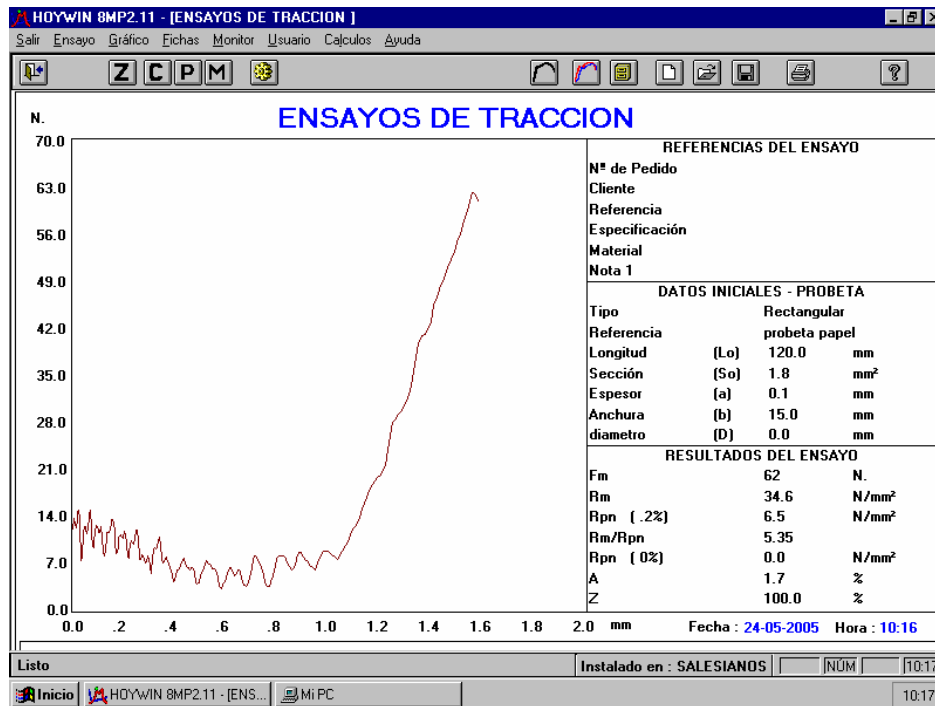 HOYWIN 8MP2.11 - [ENSAYOS DE TRACCION ]
Salir Ensayo Gráfico Fichas Monitor Usuario Calculos Ayuda
Z C P M ?
ENSAYOS DE TRACCION
N.
70.0
63.0
56.0
49.0
42.0
35.0
28.0
21.0
14.0
7.0
0.0
0.0 .2 .4 .6 .8 1.0 1.2 1.4 1.6 1.8 2.0 mm
REFERENCIAS DEL ENSAYO
Nº de Pedido
Cliente
Referencia
Especificación
Material
Nota 1
DATOS INICIALES - PROBETA
Tipo Rectangular
Referencia probeta papel
Longitud (Lo) 120.0 mm
Sección (So) 1.8 mm²
Espesor (a) 0.1 mm
Anchura (b) 15.0 mm
diametro (D) 0.0 mm
RESULTADOS DEL ENSAYO
Fm 62 N.
Rm 34.6 N/mm²
Rpn ( .2%) 6.5 N/mm²
Rm/Rpn 5.35
Rpn ( 0%) 0.0 N/mm²
A 1.7 %
Z 100.0 %
Fecha : 24-05-2005 Hora : 10:16
Listo Instalado en : SALESIANOS NÚM 10:17
Inicio HOYWIN 8MP2.11 - [ENS... Mi PC 10:17